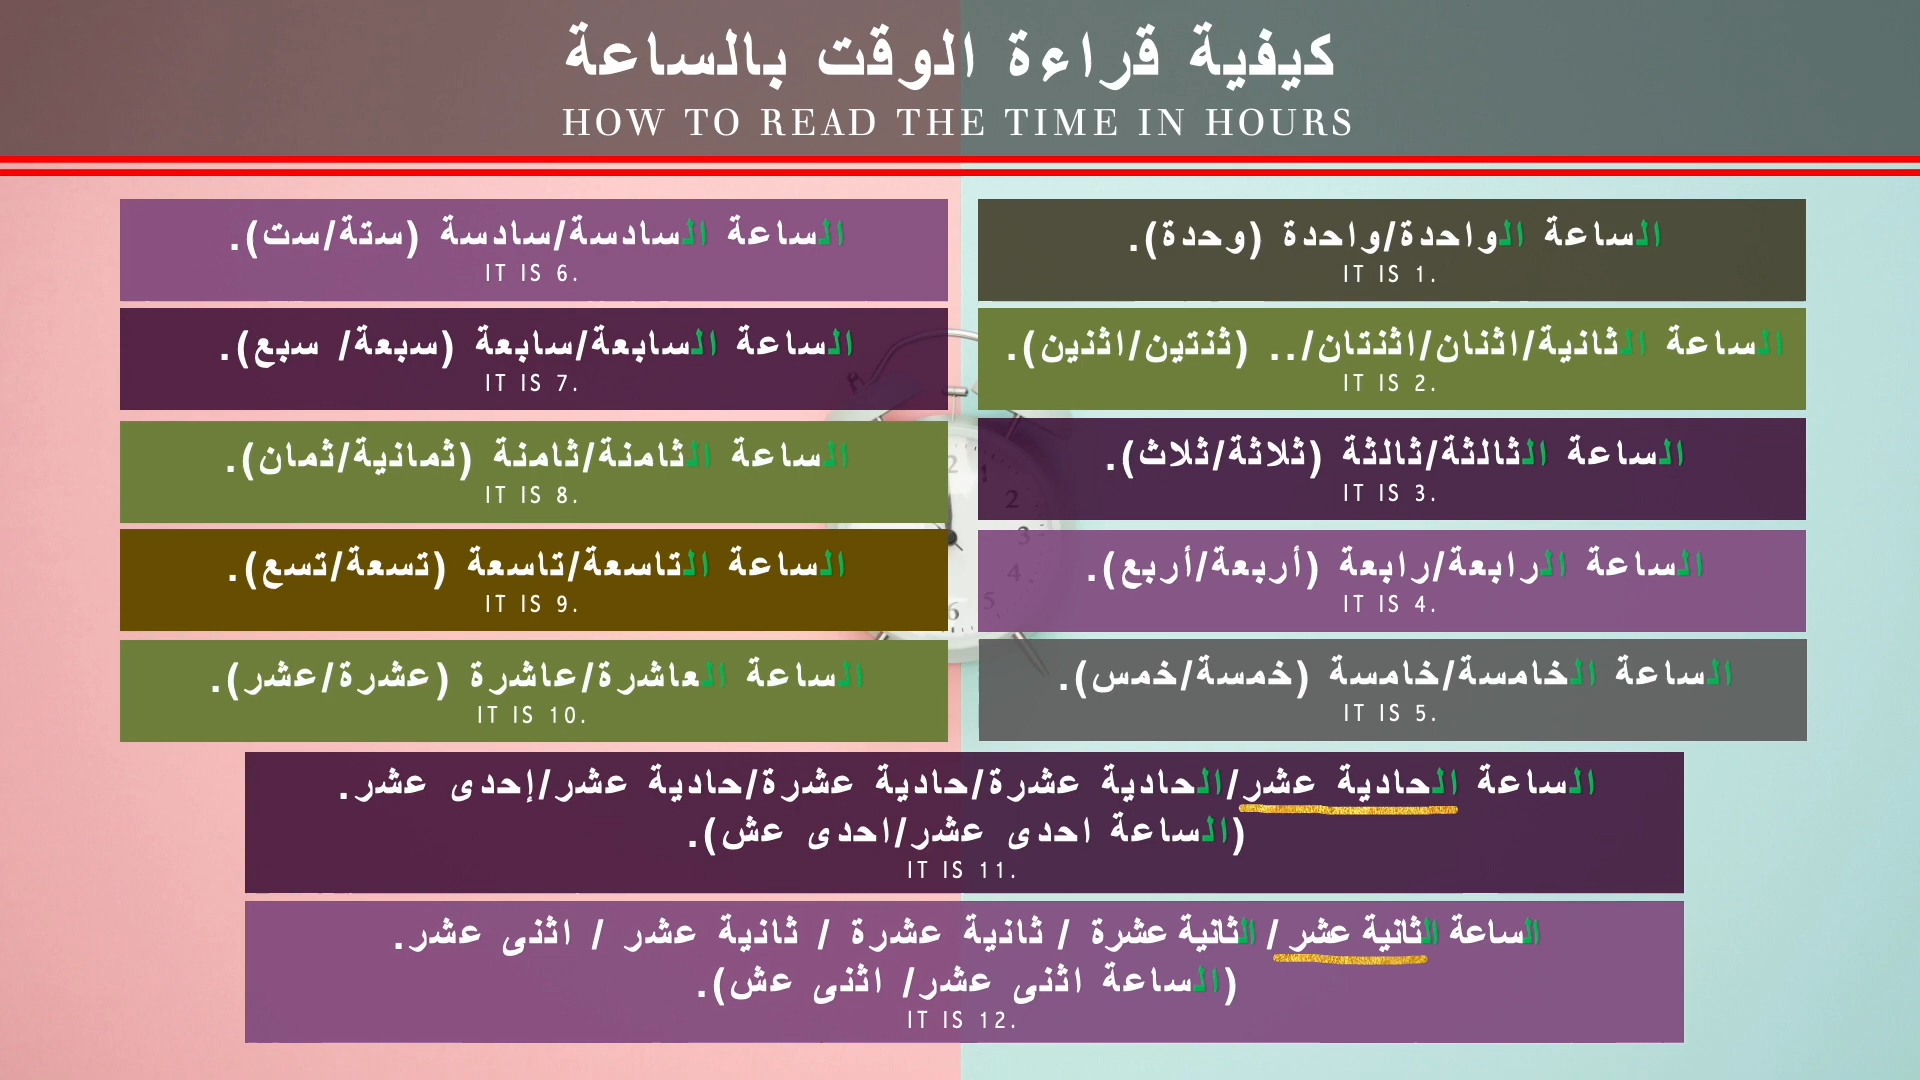 كيفية قراءة الوقت بالساعة
HOW TO READ THE TIME IN HOURS
الساعة الواحدة/واحدة (وحدة).
IT IS 1.
الساعة الثانية/اثنان/اثنتان/.. (ثنتين/اثنين).
IT IS 2.
الساعة الثالثة/ثالثة (ثلاثة/ثلاث).
IT IS 3.
الساعة الرابعة/رابعة (أربعة/أربع).
IT IS 4.
الساعة الخامسة/خامسة (خمسة/خمس).
IT IS 5.
الساعة السادسة/سادسة (ستة/ست).
IT IS 6.
الساعة السابعة/سابعة (سبعة/ سبع).
IT IS 7.
الساعة الثامنة/ثامنة (ثمانية/ثمان).
IT IS 8.
الساعة التاسعة/تاسعة (تسعة/تسع).
IT IS 9.
الساعة العاشرة/عاشرة (عشرة/عشر).
IT IS 10.
الساعة الحادية عشر/الحادية عشرة/حادية عشرة/حادية عشر/إحدى عشر.
(الساعة احدى عشر/احدى عش).
IT IS 11.
الساعة الثانية عشر/ الثانية عشرة / ثانية عشرة / ثانية عشر / اثنى عشر.
(الساعة اثنى عشر/ اثنى عش).
IT IS 12.